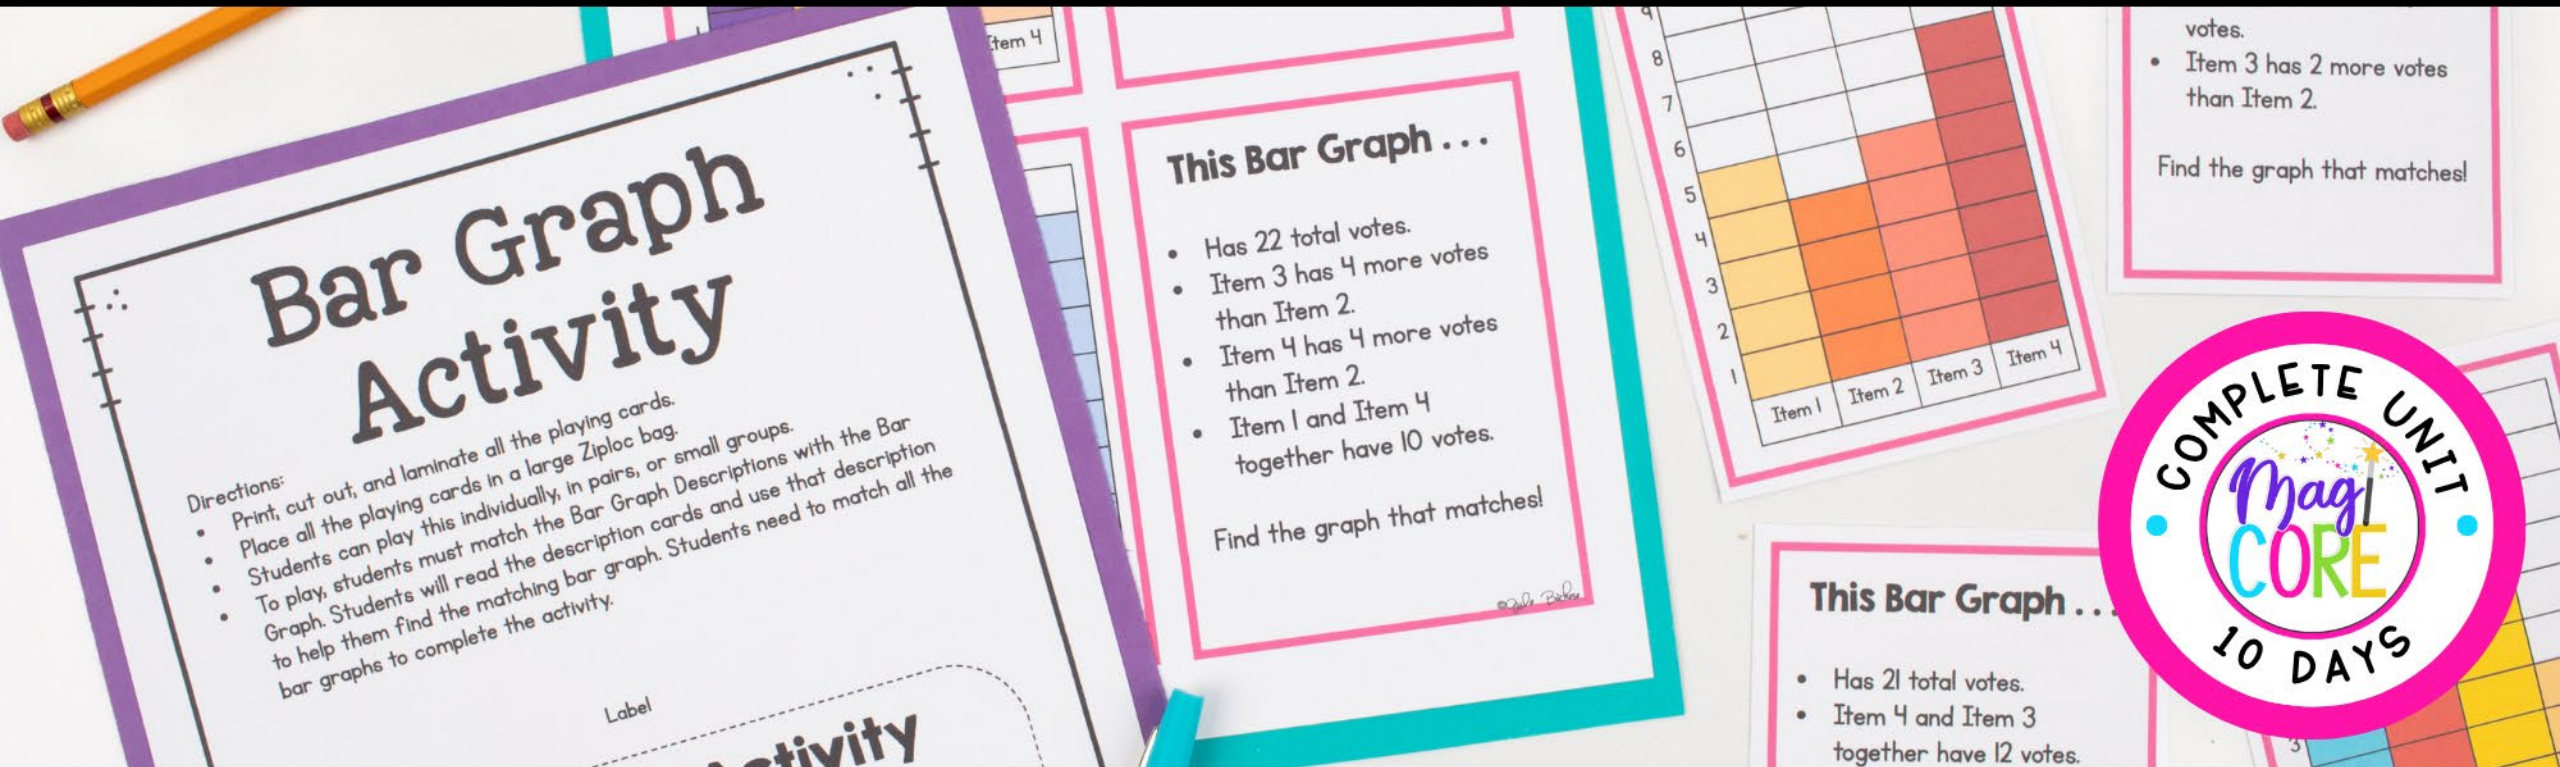 Bar Graph
Activity
Directions:
• Print, cut out, and laminate all the playing cards.
• Place all the playing cards in a large Ziploc bag.
• Students can play this individually, in pairs, or small groups.
• To play, students must match the Bar Graph Descriptions with the Bar
Graph. Students will read the description cards and use that description
to help them find the matching bar graph. Students need to match all the
bar graphs to complete the activity.
Label
Item 4
This Bar Graph . . .
• Has 22 total votes.
• Item 3 has 4 more votes
than Item 2.
• Item 4 has 4 more votes
than Item 2.
• Item 1 and Item 4
together have 10 votes.
Find the graph that matches!
9
8
7
6
5
4
3
2
1
Item 1 Item 2 Item 3 Item 4
votes.
• Item 3 has 2 more votes
than Item 2.
Find the graph that matches!
This Bar Graph . . .
• Has 21 total votes.
• Item 4 and Item 3
together have 12 votes.
COMPLETE UNIT
Magi
CORE
10 DAYS
3